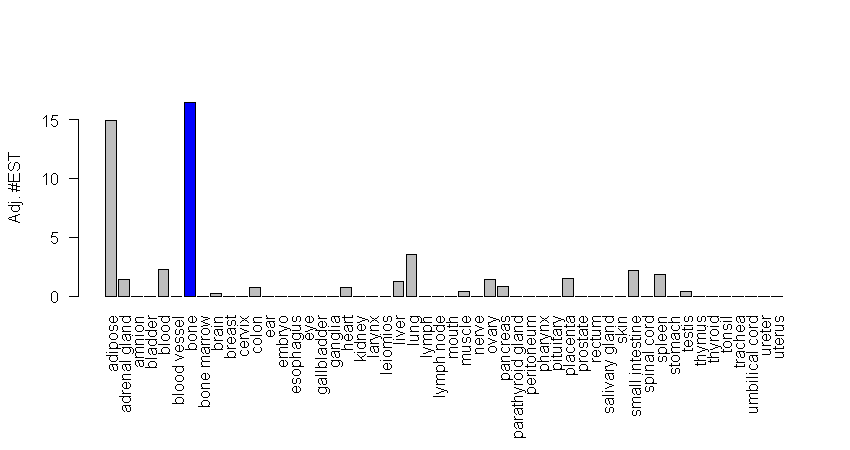 Adj. #EST
15
10
5
0
adipose
adrenal gland
amnion
bladder
blood
blood vessel
bone
bone marrow
brain
breast
cervix
colon
ear
embryo
esophagus
eye
gallbladder
ganglia
heart
kidney
larynx
leiomios
liver
lung
lymph
lymph node
mouth
muscle
nerve
ovary
pancreas
parathyroid gland
peritoneum
pharynx
pituitary
placenta
prostate
rectum
salivary gland
skin
small intestine
spinal cord
spleen
stomach
testis
thymus
thyroid
tonsil
trachea
umbilical cord
ureter
uterus